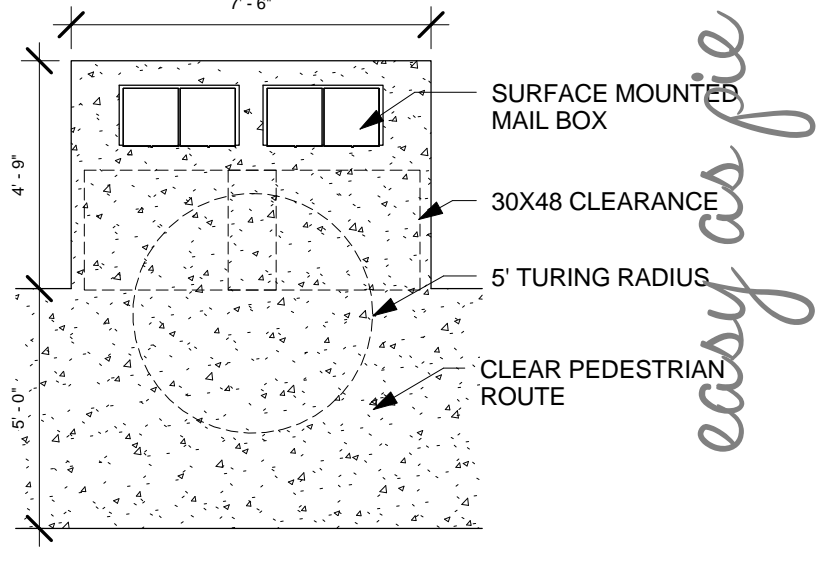 7' - 6"
SURFACE MOUNTED
MAIL BOX
4' - 9"
30X48 CLEARANCE
5' TURING RADIUS
CLEAR PEDESTRIAN
ROUTE
5' - 0"
easy as pie